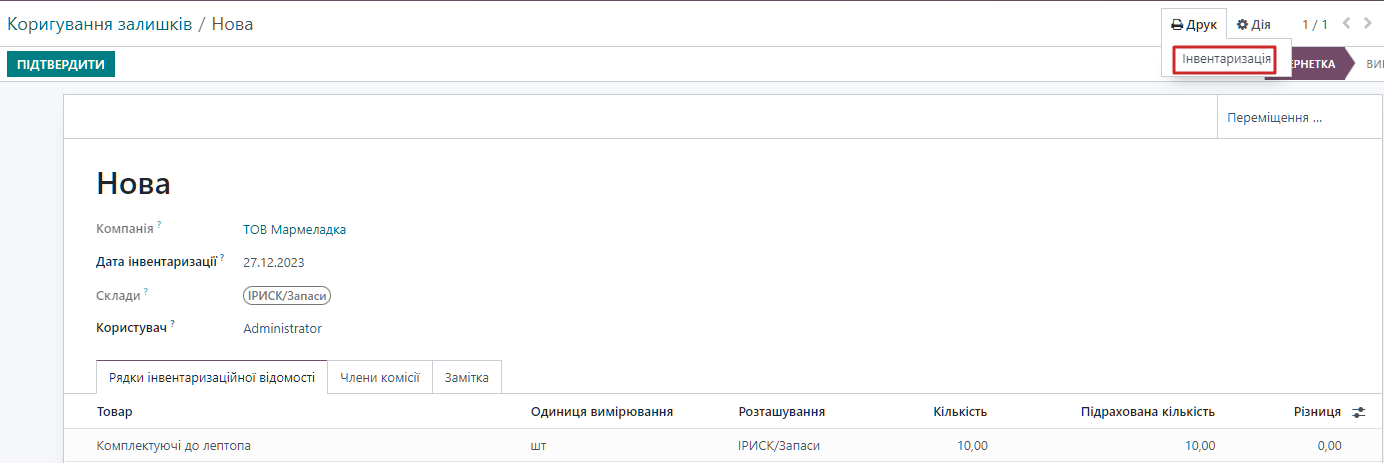 Коригування залишків / Нова
Друк Дія 1 / 1
ПІДТВЕРДИТИ
Інвентаризація
Переміщення ...
Нова
Компанія ? ТОВ Мармеладка
Дата інвентаризації ? 27.12.2023
Склади ? ІРИСК/Запаси
Користувач ? Administrator
Рядки інвентаризаційної відомості Члени комісії Замітка
Товар Одиниця вимірювання Розташування Кількість Підрахована кількість Різниця
Комплектуючі до лептопа шт ІРИСК/Запаси 10,00 10,00 0,00